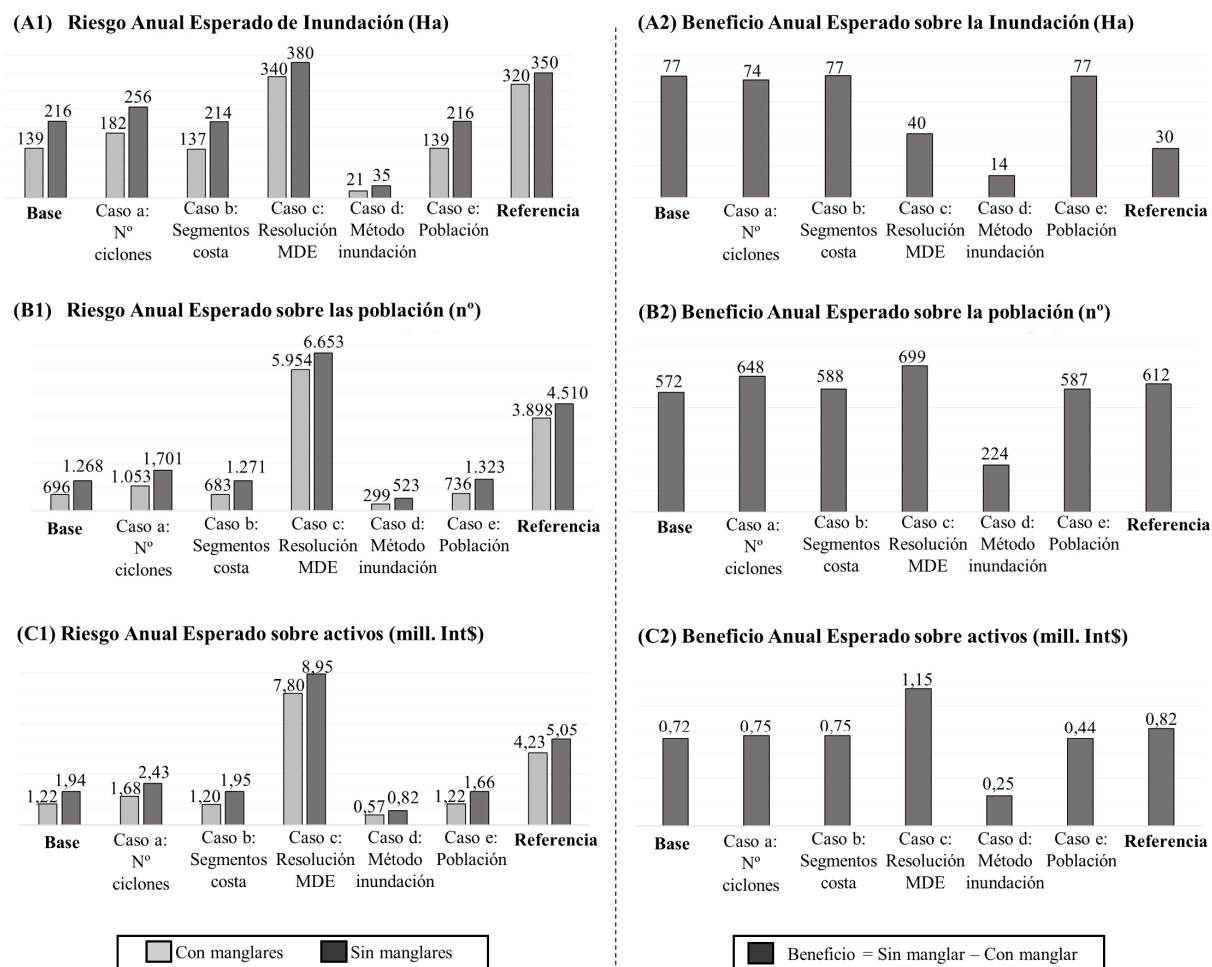 (A1) Riesgo Anual Esperado de Inundación (Ha)
380
340
350
320
256
216
214
216
182
139
137
139
21 35
Base
Caso a:
Nº
ciclones
Caso b:
Segmentos
costa
Caso c:
Resolución
MDE
Caso d:
Método
inundación
Caso e:
Población
Referencia
(A2) Beneficio Anual Esperado sobre la Inundación (Ha)
77
74
77
40
14
77
30
Base
Caso a:
Nº
ciclones
Caso b:
Segmentos
costa
Caso c:
Resolución
MDE
Caso d:
Método
inundación
Caso e:
Población
Referencia
(B1) Riesgo Anual Esperado sobre las población (nº)
696
1.268
1.053
1,701
683
1.271
5.954
6.653
299
523
736
1.323
3.898
4.510
Base
Caso a:
Nº
ciclones
Caso b:
Segmentos
costa
Caso c:
Resolución
MDE
Caso d:
Método
inundación
Caso e:
Población
Referencia
(B2) Beneficio Anual Esperado sobre la población (nº)
572
648
588
699
224
587
612
Base
Caso a:
Nº
ciclones
Caso b:
Segmentos
costa
Caso c:
Resolución
MDE
Caso d:
Método
inundación
Caso e:
Población
Referencia
(C1) Riesgo Anual Esperado sobre activos (mill. Int$)
1,22
1,94
1,68
2,43
1,20
1,95
7,80
8,95
0,57
0,82
1,22
1,66
4,23
5,05
Base
Caso a:
Nº
ciclones
Caso b:
Segmentos
costa
Caso c:
Resolución
MDE
Caso d:
Método
inundación
Caso e:
Población
Referencia
(C2) Beneficio Anual Esperado sobre activos (mill. Int$)
0,72
0,75
0,75
1,15
0,25
0,44
0,82
Base
Caso a:
Nº
ciclones
Caso b:
Segmentos
costa
Caso c:
Resolución
MDE
Caso d:
Método
inundación
Caso e:
Población
Referencia
Con manglares
Sin manglares
Beneficio = Sin manglar – Con manglar